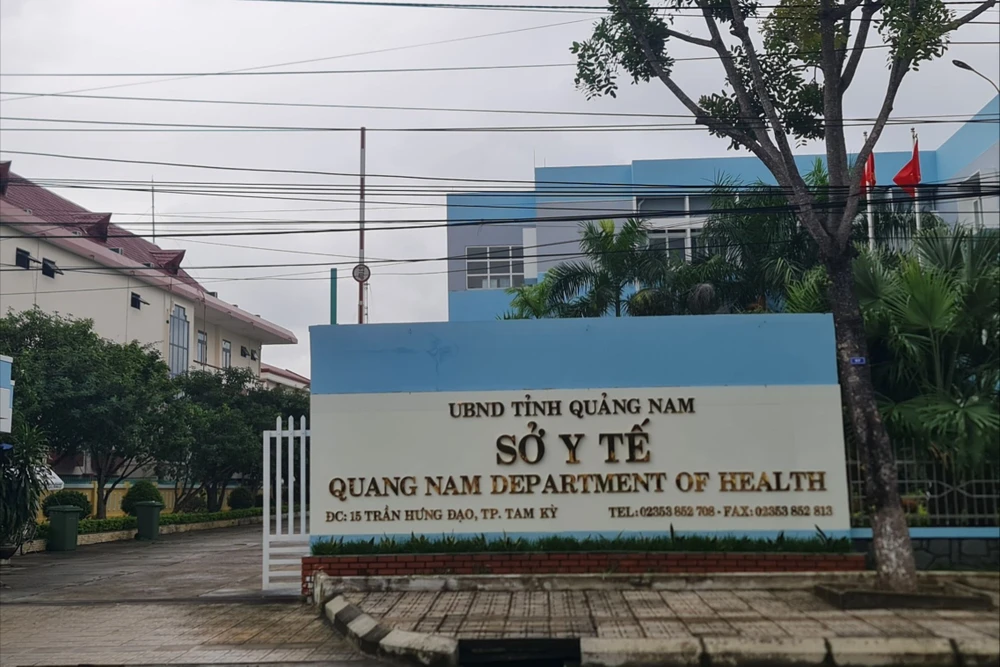 UBND TỈNH QUẢNG NAM
SỞ Y TẾ
QUANG NAM DEPARTMENT OF HEALTH
ĐC: 15 TRẦN HƯNG ĐẠO, TP. TAM KỲ TEL: 02353 852 708 - FAX: 02353 852 813